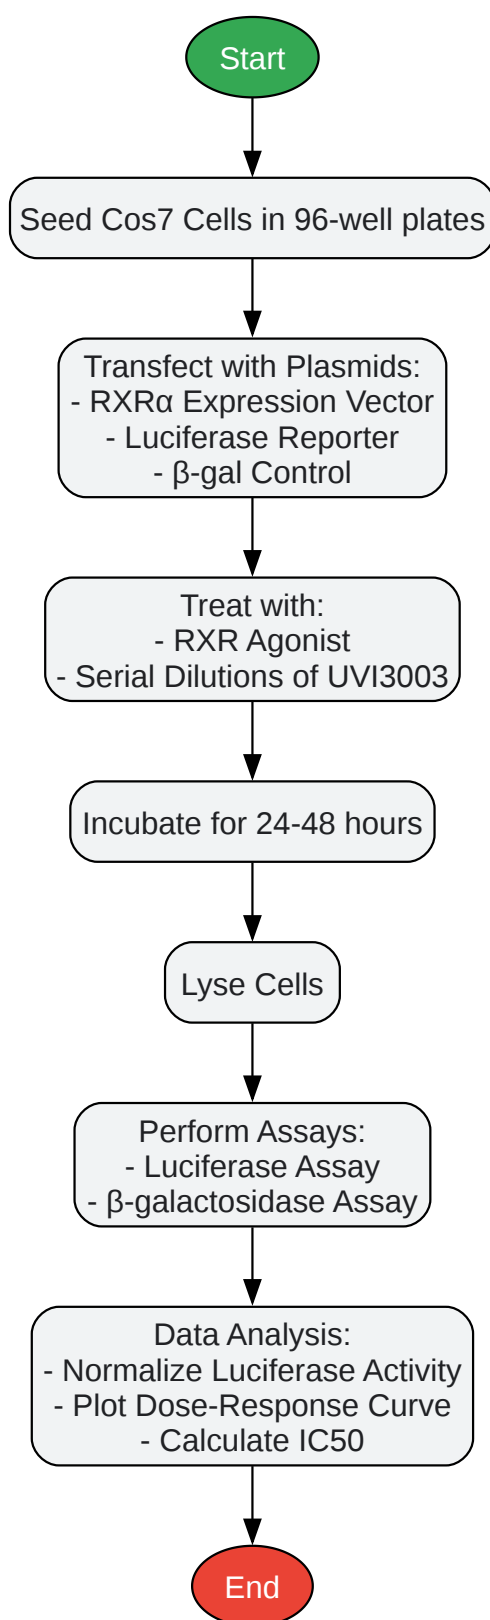 Start
Seed Cos7 Cells in 96-well plates
Transfect with Plasmids:
- RXRα Expression Vector
- Luciferase Reporter
- β-gal Control
Treat with:
- RXR Agonist
- Serial Dilutions of UVI3003
Incubate for 24-48 hours
Lyse Cells
Perform Assays:
- Luciferase Assay
- β-galactosidase Assay
Data Analysis:
- Normalize Luciferase Activity
- Plot Dose-Response Curve
- Calculate IC50
End